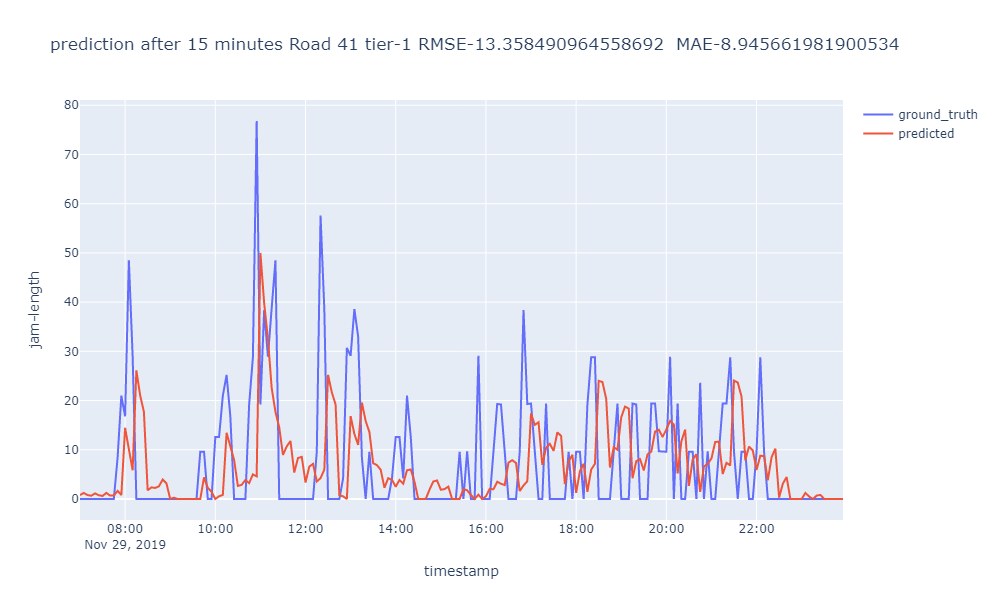 prediction after 15 minutes Road 41 tier-1 RMSE-13.358490964558692  MAE-8.945661981900534
ground_truth
predicted
80
70
60
50
40
30
20
10
0
jam-length
08:00 10:00 12:00 14:00 16:00 18:00 20:00 22:00
Nov 29, 2019
timestamp